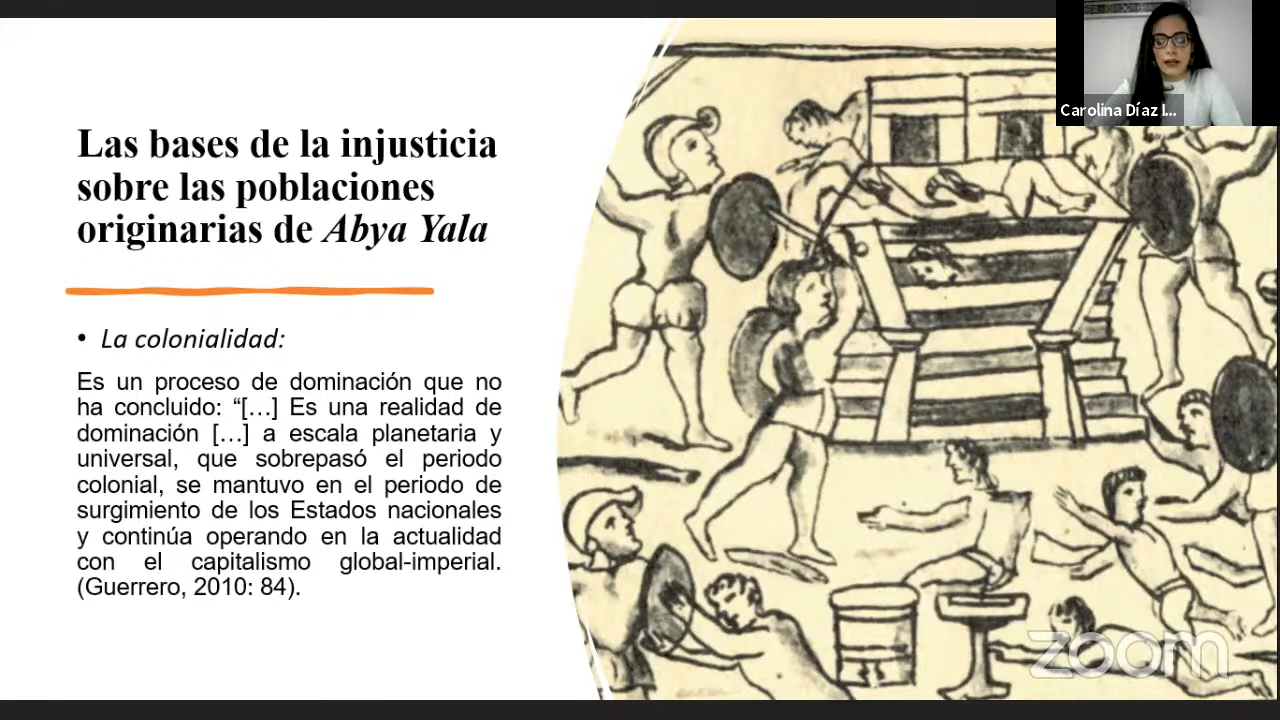 Las bases de la injusticia
sobre las poblaciones
originarias de Abya Yala
• La colonialidad:
Es un proceso de dominación que no
ha concluido: “[…] Es una realidad de
dominación […] a escala planetaria y
universal, que sobrepasó el periodo
colonial, se mantuvo en el periodo de
surgimiento de los Estados nacionales
y continúa operando en la actualidad
con el capitalismo global-imperial.
(Guerrero, 2010: 84).
Carolina Díaz I...
zoom